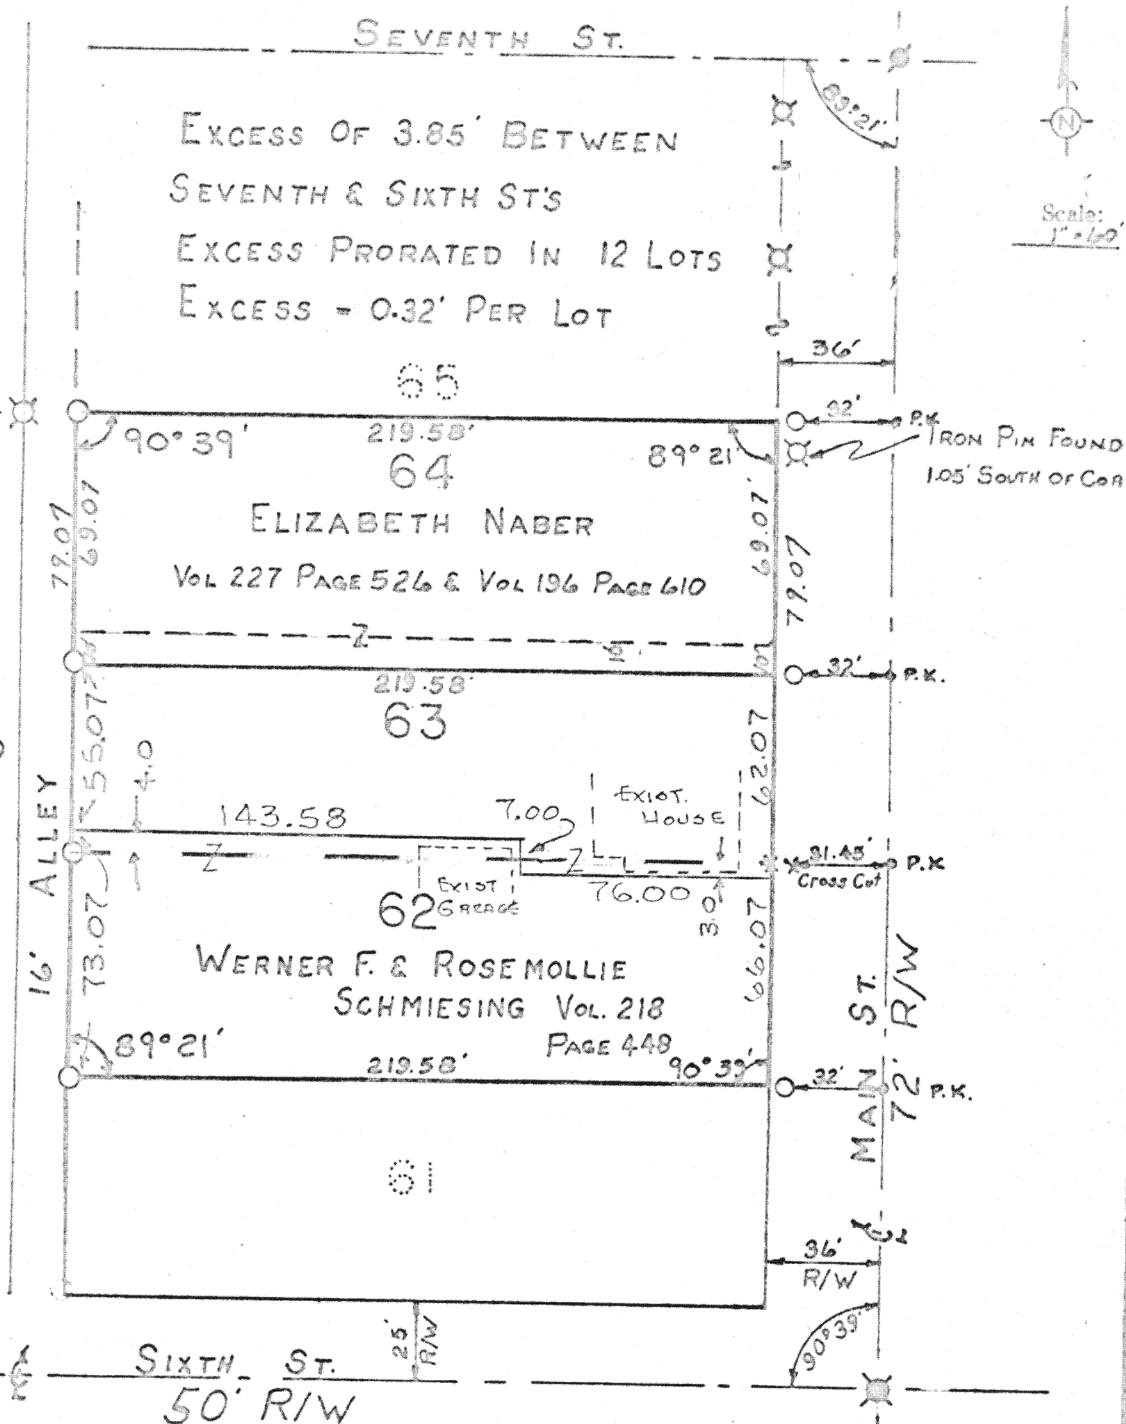 SEVENTH ST.
89°21'
EXCESS OF 3.85' BETWEEN
SEVENTH & SIXTH ST'S
EXCESS PRORATED IN 12 LOTS
EXCESS = 0.32' PER LOT
N
Scale:
36'
65
32' P.K.
90°39' 219.58' 89°21'
IRON PIN FOUND
1.05' SOUTH OF COR
64
79.07
69.07
69.07'
79.07
ELIZABETH NABER
VOL 227 PAGE 526 & VOL 196 PAGE 610
Z
10'
219.58'
32' P.K.
63
55.07
4.0
62.07
143.58
7.00
EXIST.
HOUSE
Z
Z
31.45' P.K
Cross Cut
EXIST
GARAGE
76.00
3.0
62
16' ALLEY
73.07
66.07
WERNER F. & ROSEMOLLIE
SCHMIESING VOL. 218
PAGE 448
89°21'
219.58'
90°39'
32' P.K.
MAIN ST.
72' R/W
61
36'
R/W
25'
R/W
90°39'
SIXTH ST.
50' R/W